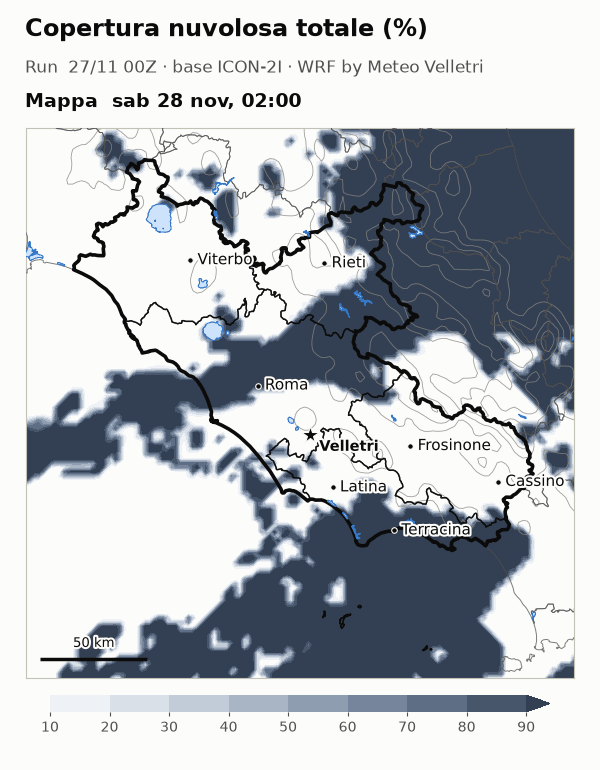 Copertura nuvolosa totale (%)
Run  27/11 00Z · base ICON-2I · WRF by Meteo Velletri
Mappa  sab 28 nov, 02:00
Viterbo
Rieti
Roma
Velletri
Frosinone
Cassino
Latina
Terracina
50 km
10 20 30 40 50 60 70 80 90